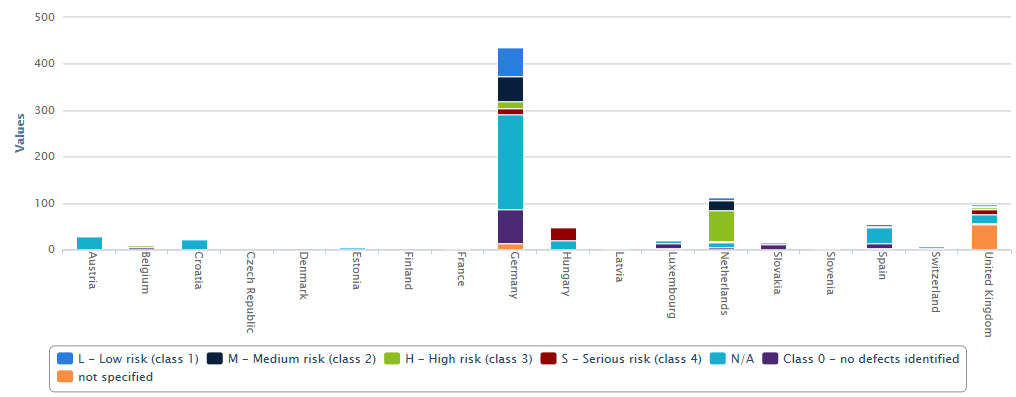 500
400
300
200
100
0
Values
Austria
Belgium
Croatia
Czech Republic
Denmark
Estonia
Finland
France
Germany
Hungary
Latvia
Luxembourg
Netherlands
Slovakia
Slovenia
Spain
Switzerland
United Kingdom
L - Low risk (class 1) M - Medium risk (class 2) H - High risk (class 3) S - Serious risk (class 4) N/A Class 0 - no defects identified
not specified